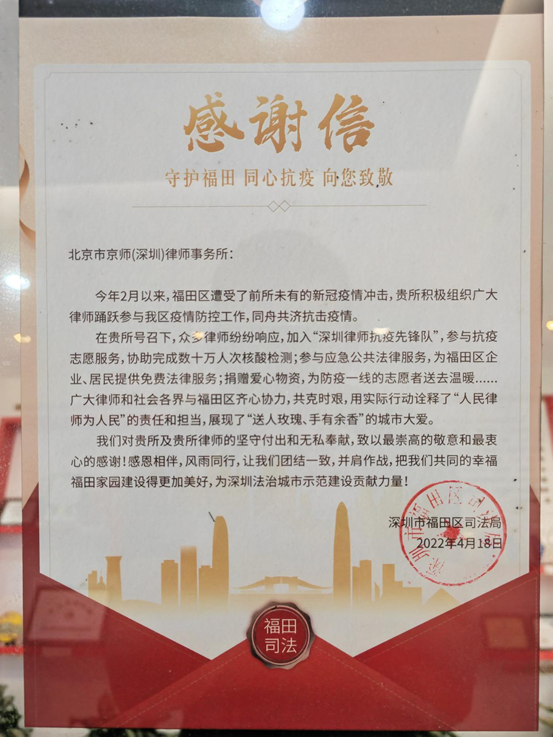 感谢信
守护福田 同心抗疫 向您致敬
北京市京师(深圳)律师事务所：
今年2月以来，福田区遭受了前所未有的新冠疫情冲击，贵所积极组织广大
律师踊跃参与我区疫情防控工作，同舟共济抗击疫情。
在贵所号召下，众多律师纷纷响应，加入“深圳律师抗疫先锋队”，参与抗疫
志愿服务，协助完成数十万人次核酸检测；参与应急公共法律服务，为福田区企
业、居民提供免费法律服务；捐赠爱心物资，为防疫一线的志愿者送去温暖……
广大律师和社会各界与福田区齐心协力，共克时艰，用实际行动诠释了“人民律
师为人民”的责任和担当，展现了“送人玫瑰、手有余香”的城市大爱。
我们对贵所及贵所律师的坚守付出和无私奉献，致以最崇高的敬意和最衷
心的感谢！感恩相伴，风雨同行，让我们团结一致，并肩作战，把我们共同的幸福
福田家园建设得更加美好，为深圳法治城市示范建设贡献力量！
深圳市福田区司法局
2022年4月18日
深圳市福田区司法局
福田
司法